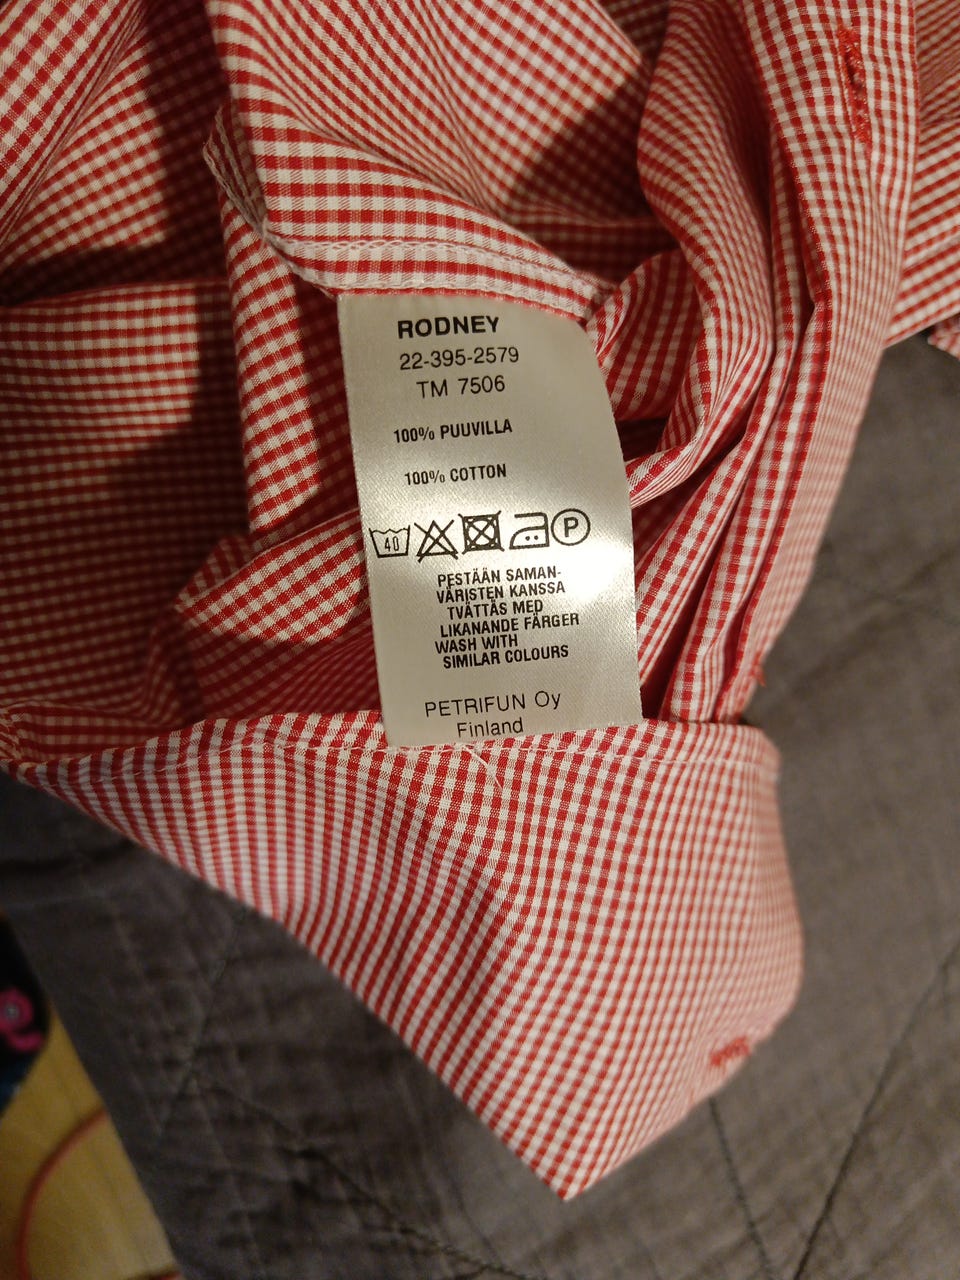 RODNEY
22-395-2579
TM 7506
100% PUUVILLA
100% COTTON
40 P
PESTÄÄN SAMAN-
VÄRISTEN KANSSA
TVÄTTÄS MED
LIKANANDE FÄRGER
WASH WITH
SIMILAR COLOURS
PETRIFUN Oy
Finland